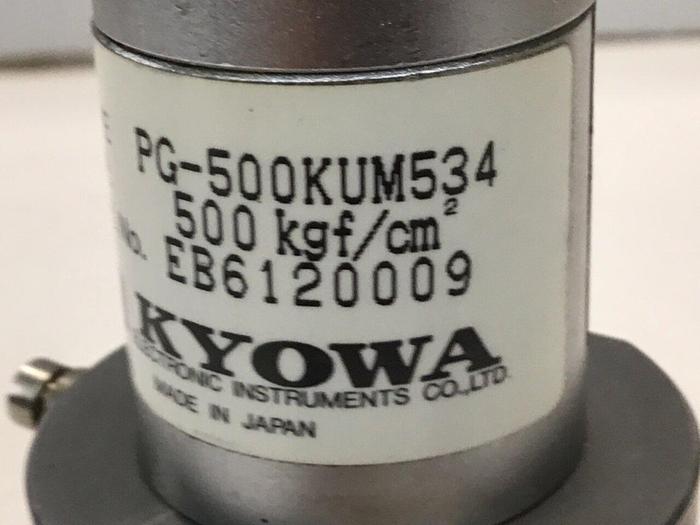 PG-500KUM534
500 kgf/cm²
No. EB6120009
KYOWA
ELECTRONIC INSTRUMENTS CO.,LTD.
MADE IN JAPAN